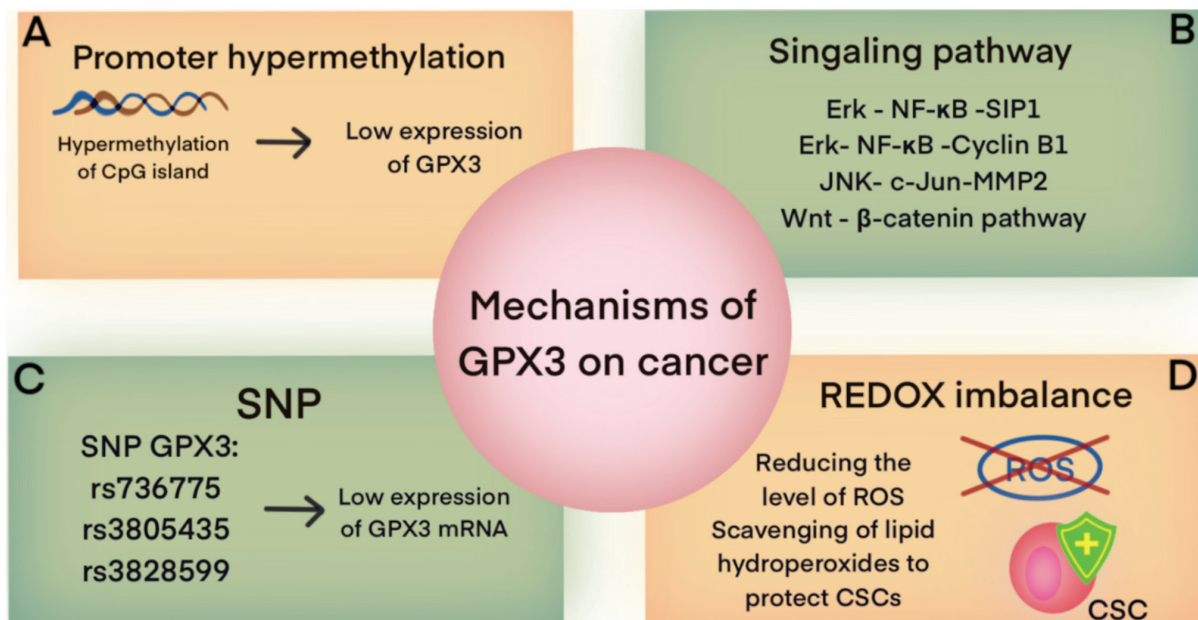 A
Promoter hypermethylation
Hypermethylation
of CpG island
Low expression
of GPX3
B
Singaling pathway
Erk - NF-κB -SIP1
Erk- NF-κB -Cyclin B1
JNK- c-Jun-MMP2
Wnt - β-catenin pathway
Mechanisms of
GPX3 on cancer
C
SNP
SNP GPX3:
rs736775
rs3805435
rs3828599
Low expression
of GPX3 mRNA
D
REDOX imbalance
Reducing the
level of ROS
Scavenging of lipid
hydroperoxides to
protect CSCs
ROS
CSC